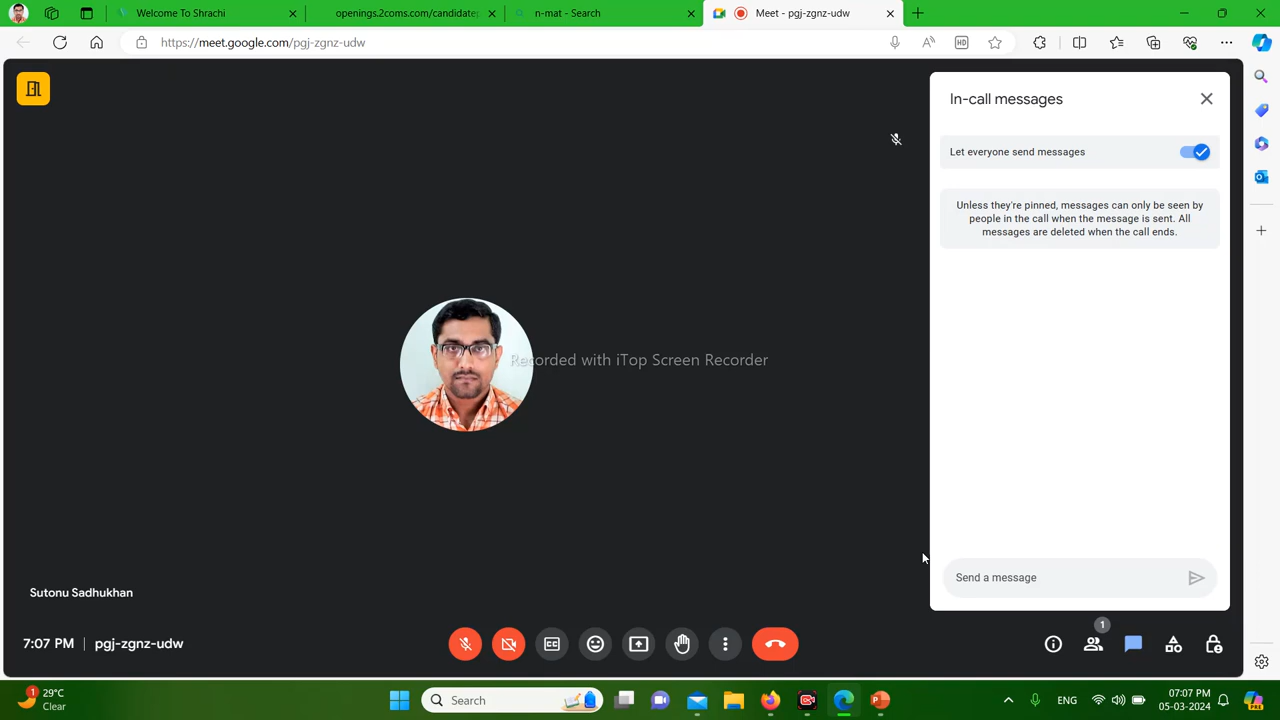 Welcome To Shrachi
openings.2coms.com/candidate
n-mat - Search
Meet - pgj-zgnz-udw
https://meet.google.com/pgj-zgnz-udw
HD
In-call messages
Let everyone send messages
Unless they're pinned, messages can only be seen by
people in the call when the message is sent. All
messages are deleted when the call ends.
Recorded with iTop Screen Recorder
Send a message
Sutonu Sadhukhan
7:07 PM | pgj-zgnz-udw
CC
1
1
29°C
Clear
Search
ENG
07:07 PM
05-03-2024